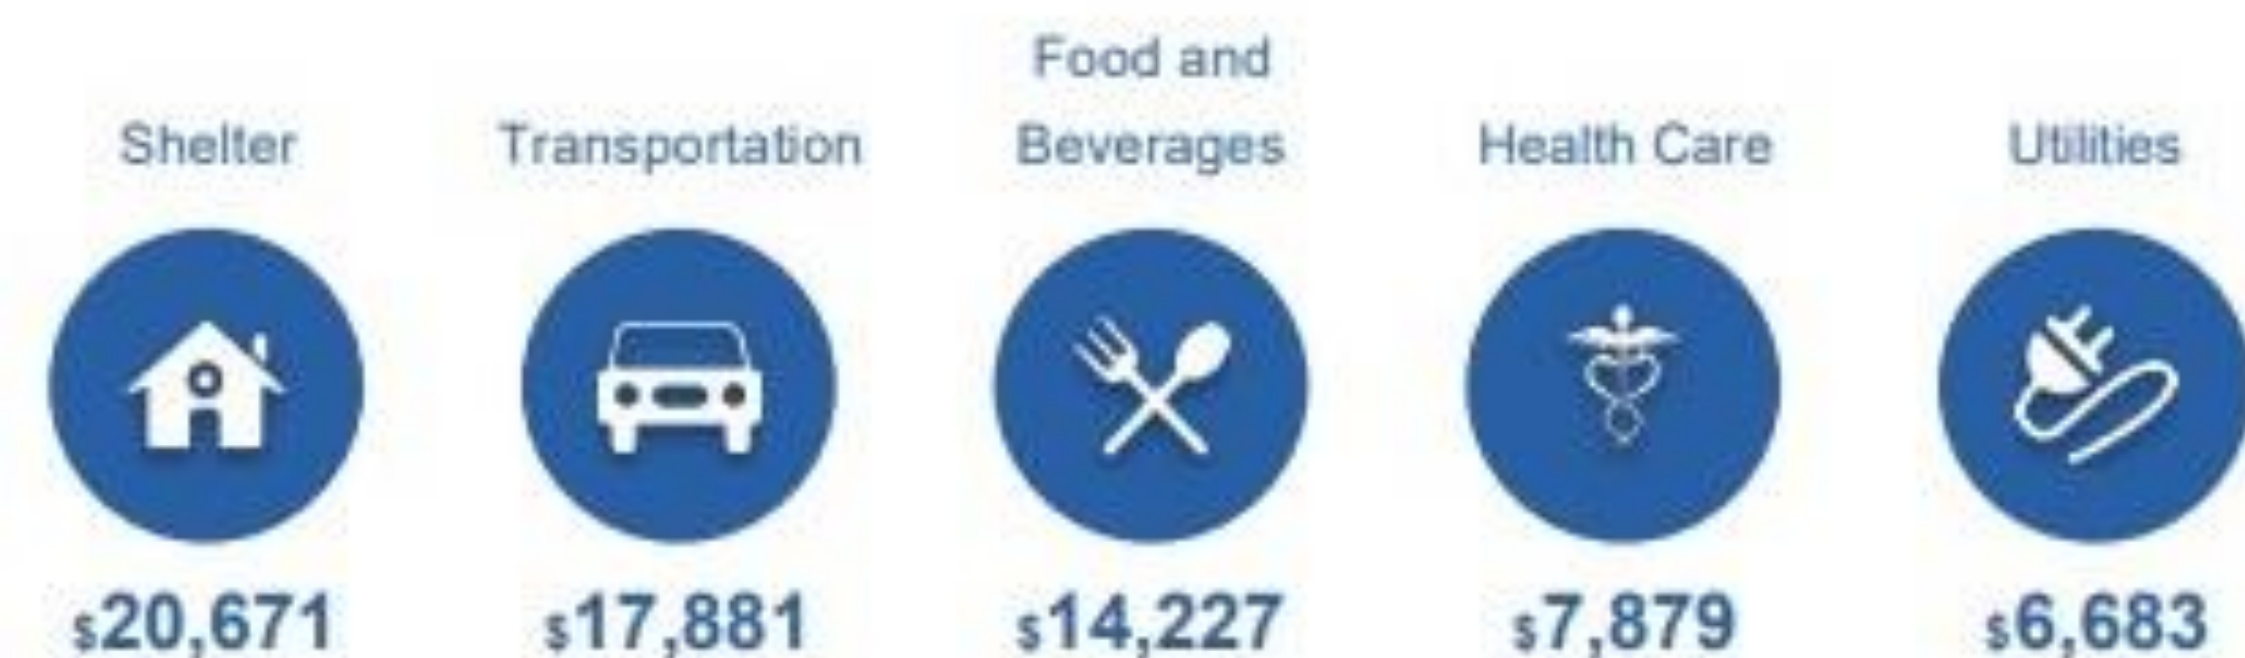 Shelter
$20,671
Transportation
$17,881
Food and
Beverages
$14,227
Health Care
$7,879
Utilities
$6,683